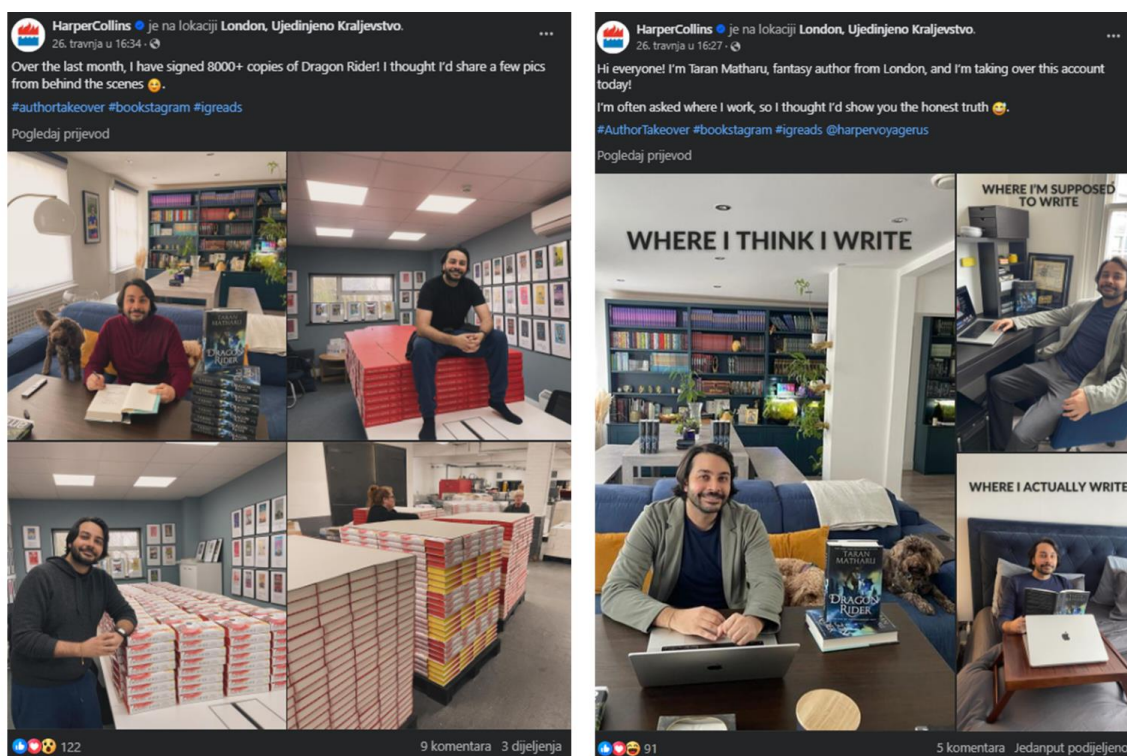 HarperCollins je na lokaciji London, Ujedinjeno Kraljevstvo.
26. travnja u 16:34 ·
Over the last month, I have signed 8000+ copies of Dragon Rider! I thought I'd share a few pics
from behind the scenes 😉.
#authortakeover #bookstagram #igreads
Pogledaj prijevod
TARAN
MATHARU
DRAGON
RIDER
122
9 komentara 3 dijeljenja
HarperCollins je na lokaciji London, Ujedinjeno Kraljevstvo.
26. travnja u 16:27 ·
Hi everyone! I'm Taran Matharu, fantasy author from London, and I'm taking over this account
today!
I'm often asked where I work, so I thought I'd show you the honest truth 😅.
#AuthorTakeover #bookstagram #igreads @harpervoyagerus
Pogledaj prijevod
WHERE I THINK I WRITE
TARAN
MATHARU
DRAGON
RIDER
WHERE I'M SUPPOSED
TO WRITE
WHERE I ACTUALLY WRITE
91
5 komentara Jedanput podijeljeno